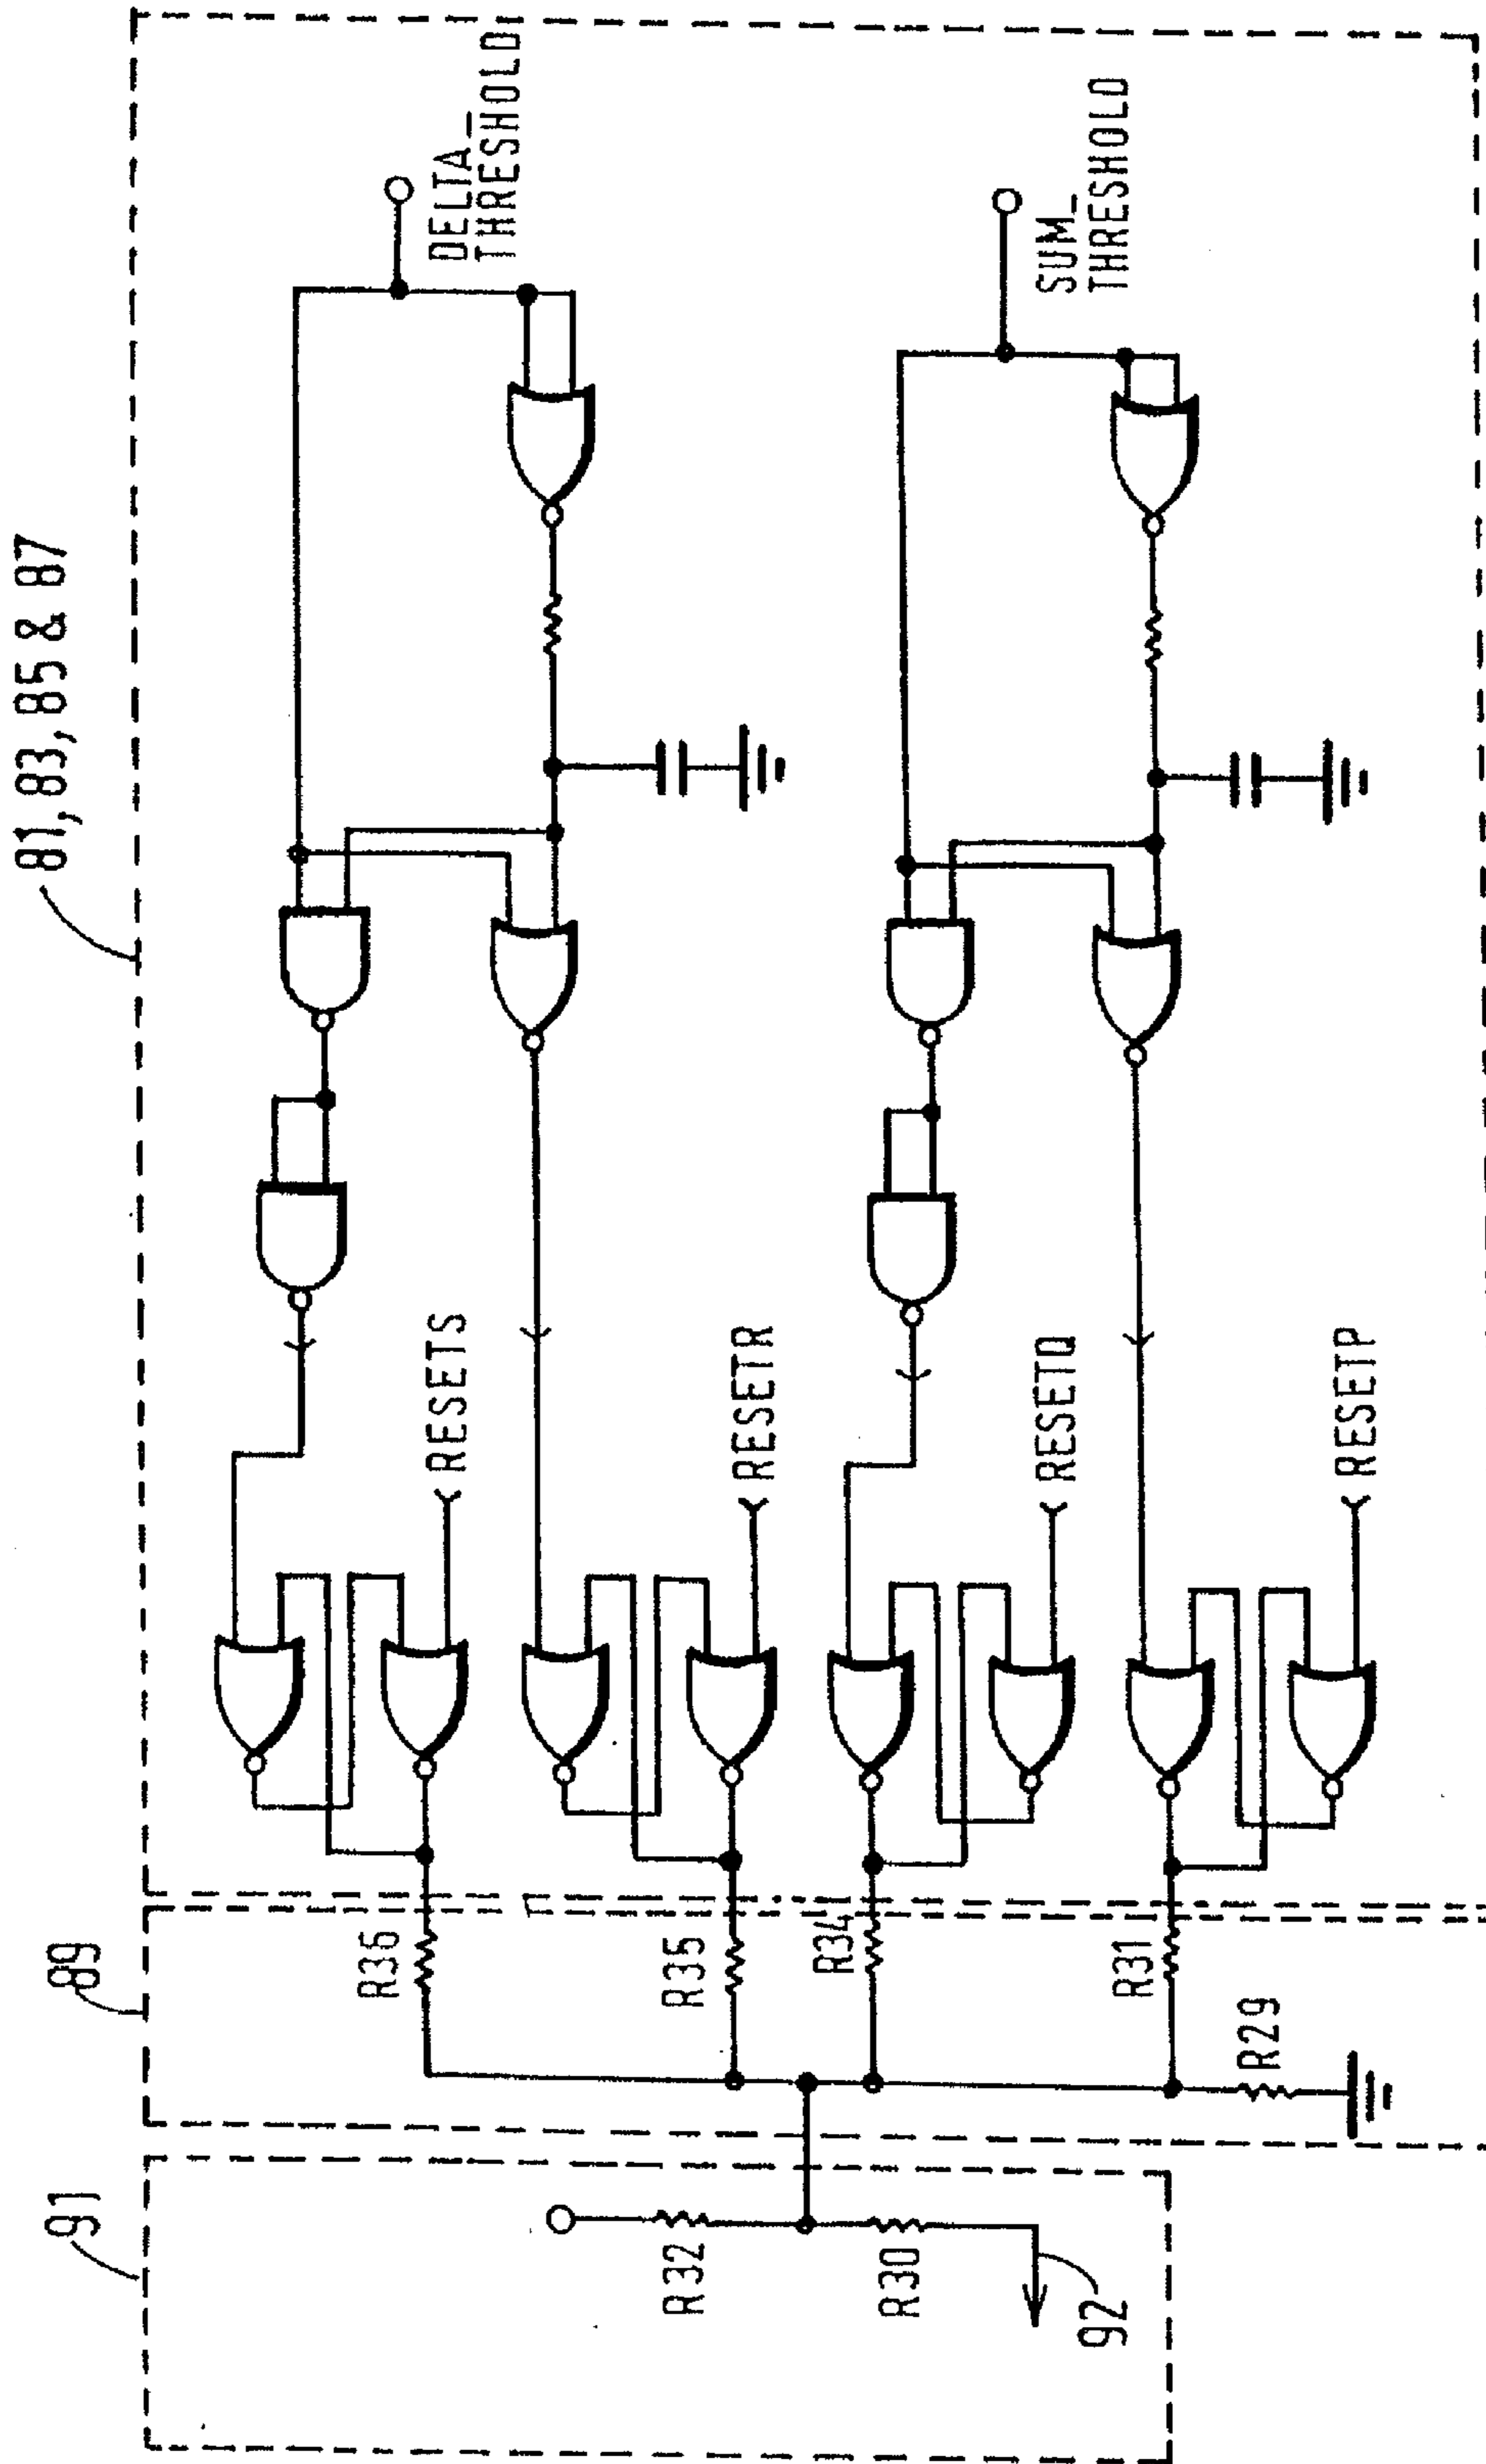 81, 83, 85 & 87
DELTA_
THRESHOLD
SUM_
THRESHOLD
RESETS
RESETR
RESETQ
RESETP
89
R36
R35
R34
R31
R29
91
R32
R30
92